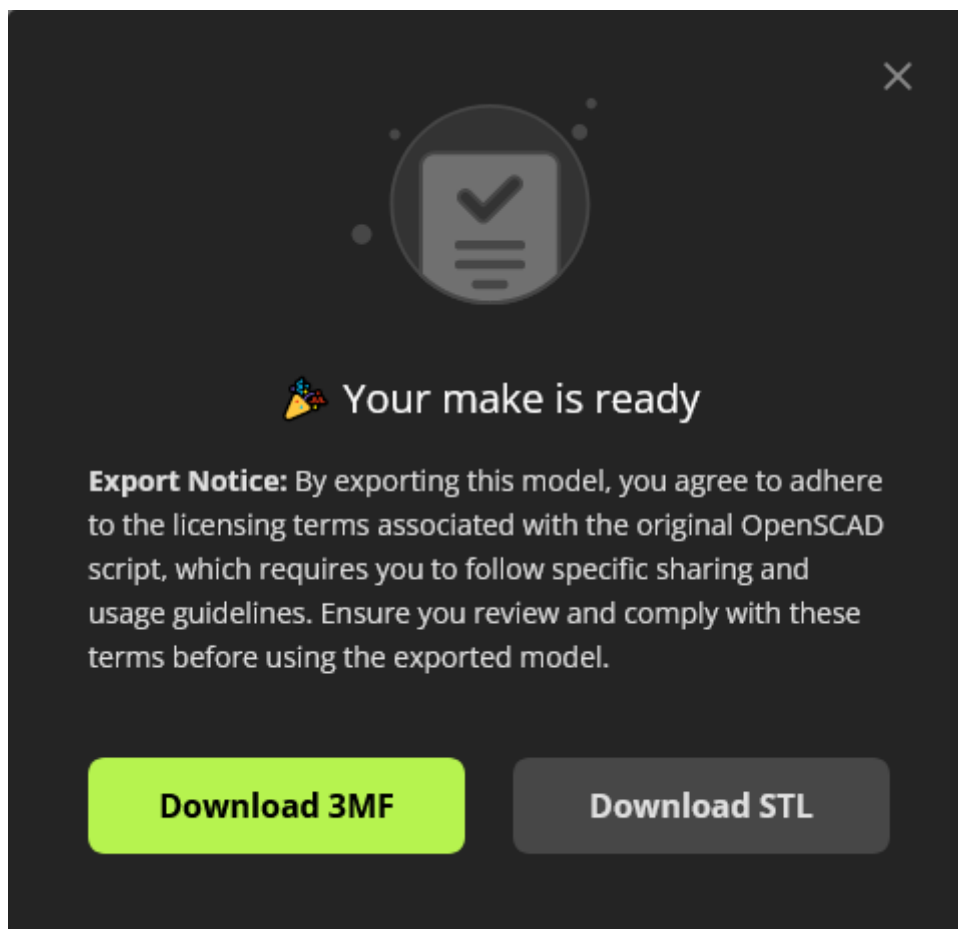 🎉 Your make is ready
Export Notice: By exporting this model, you agree to adhere
to the licensing terms associated with the original OpenSCAD
script, which requires you to follow specific sharing and
usage guidelines. Ensure you review and comply with these
terms before using the exported model.
Download 3MF
Download STL